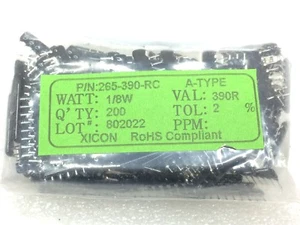 P/N:265-390-RC A-TYPE
WATT: 1/8W VAL: 390R
Q'TY: 200 TOL: 2 %
LOT#: 802022 PPM:
XICON RoHS Compliant